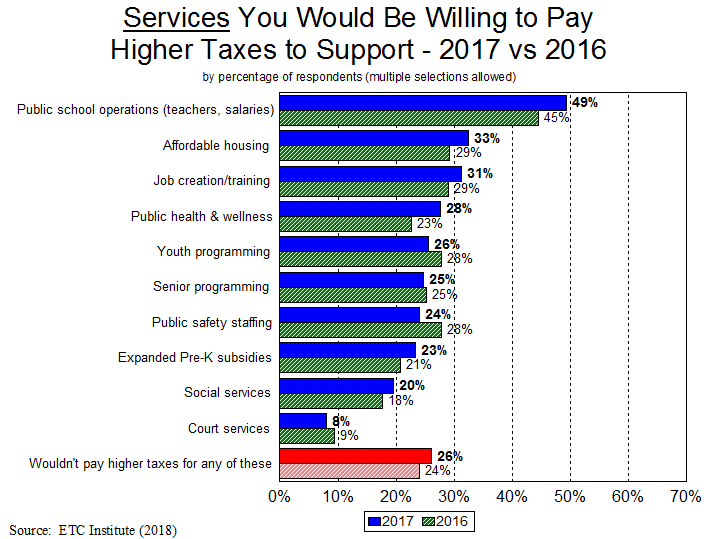 Services You Would Be Willing to Pay
Higher Taxes to Support - 2017 vs 2016
by percentage of respondents (multiple selections allowed)
Public school operations (teachers, salaries)
49%
45%
Affordable housing
33%
29%
Job creation/training
31%
29%
Public health & wellness
28%
23%
Youth programming
26%
28%
Senior programming
25%
25%
Public safety staffing
24%
28%
Expanded Pre-K subsidies
23%
21%
Social services
20%
18%
Court services
8%
9%
Wouldn't pay higher taxes for any of these
26%
24%
0% 10% 20% 30% 40% 50% 60% 70%
2017 2016
Source: ETC Institute (2018)